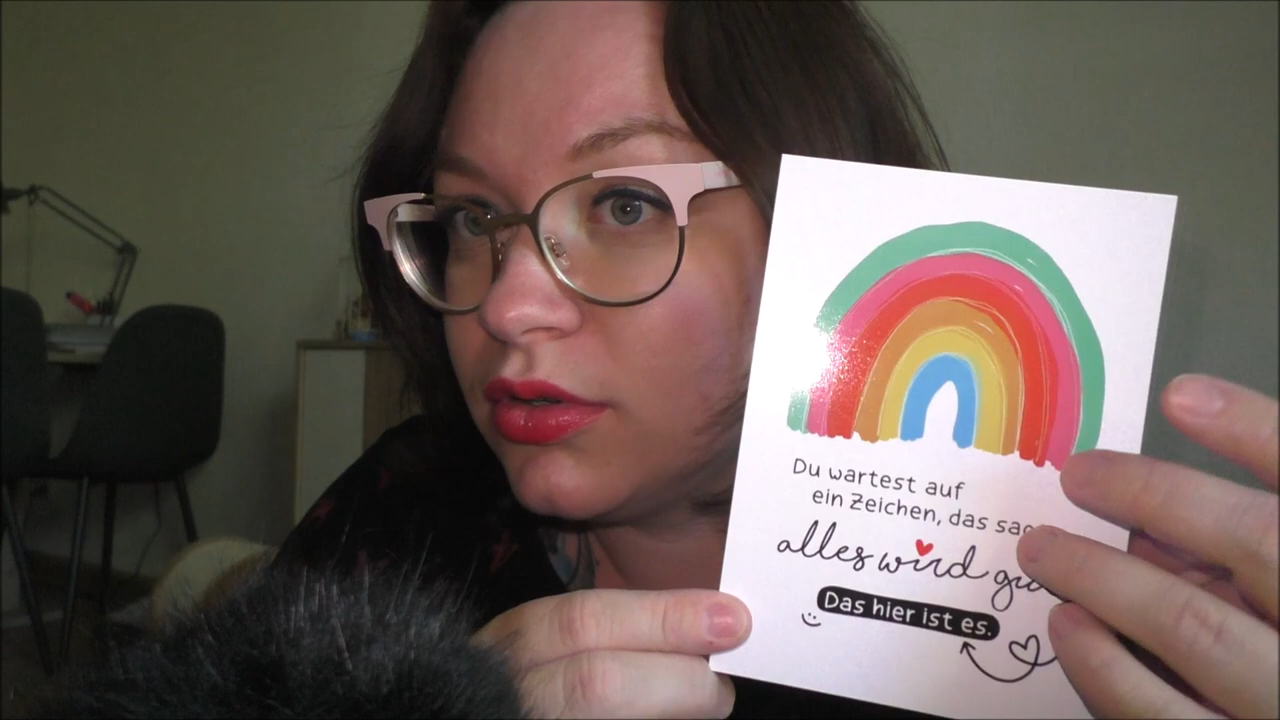 Du wartest auf
ein Zeichen, das
alles wird
Das hier ist es.